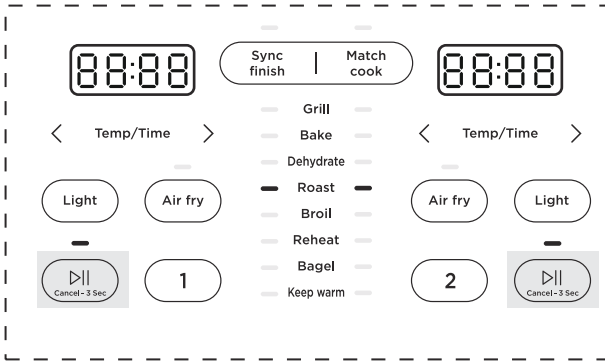 88:88
Sync finish
Match cook
88:88
Temp/Time
Temp/Time
Grill
Bake
Dehydrate
Roast
Broil
Reheat
Bagel
Keep warm
Light
Air fry
Air fry
Light
Cancel - 3 Sec
1
2
Cancel - 3 Sec